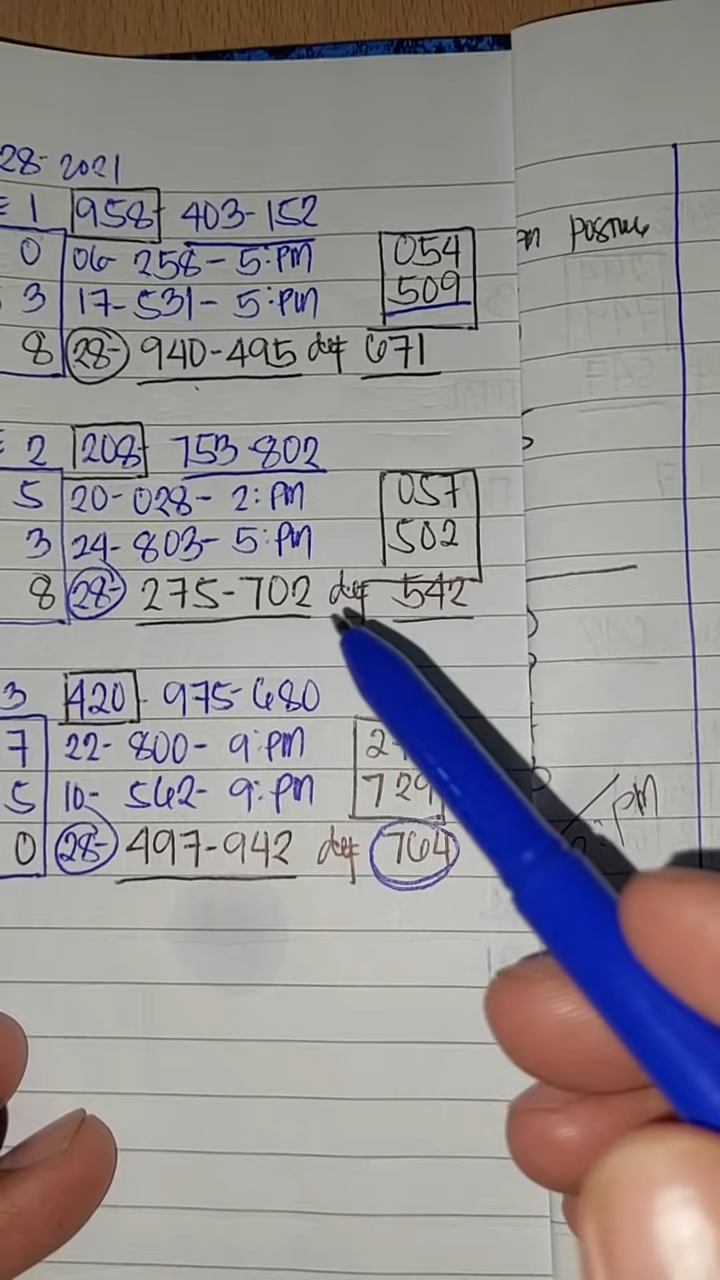 28-2021
= 1 958- 403-152
0 06- 258- 5:PM 054
3 17-531- 5:PM 509
8 28- 940-495 def 671
= 2 208- 753-802
5 20-028- 2:PM 057
3 24-803- 5:PM 502
8 28- 275-702 def 542
3 420- 975-680
7 22-800- 9:PM
5 10- 562- 9:PM 729
0 28- 497-942 def 764
PM